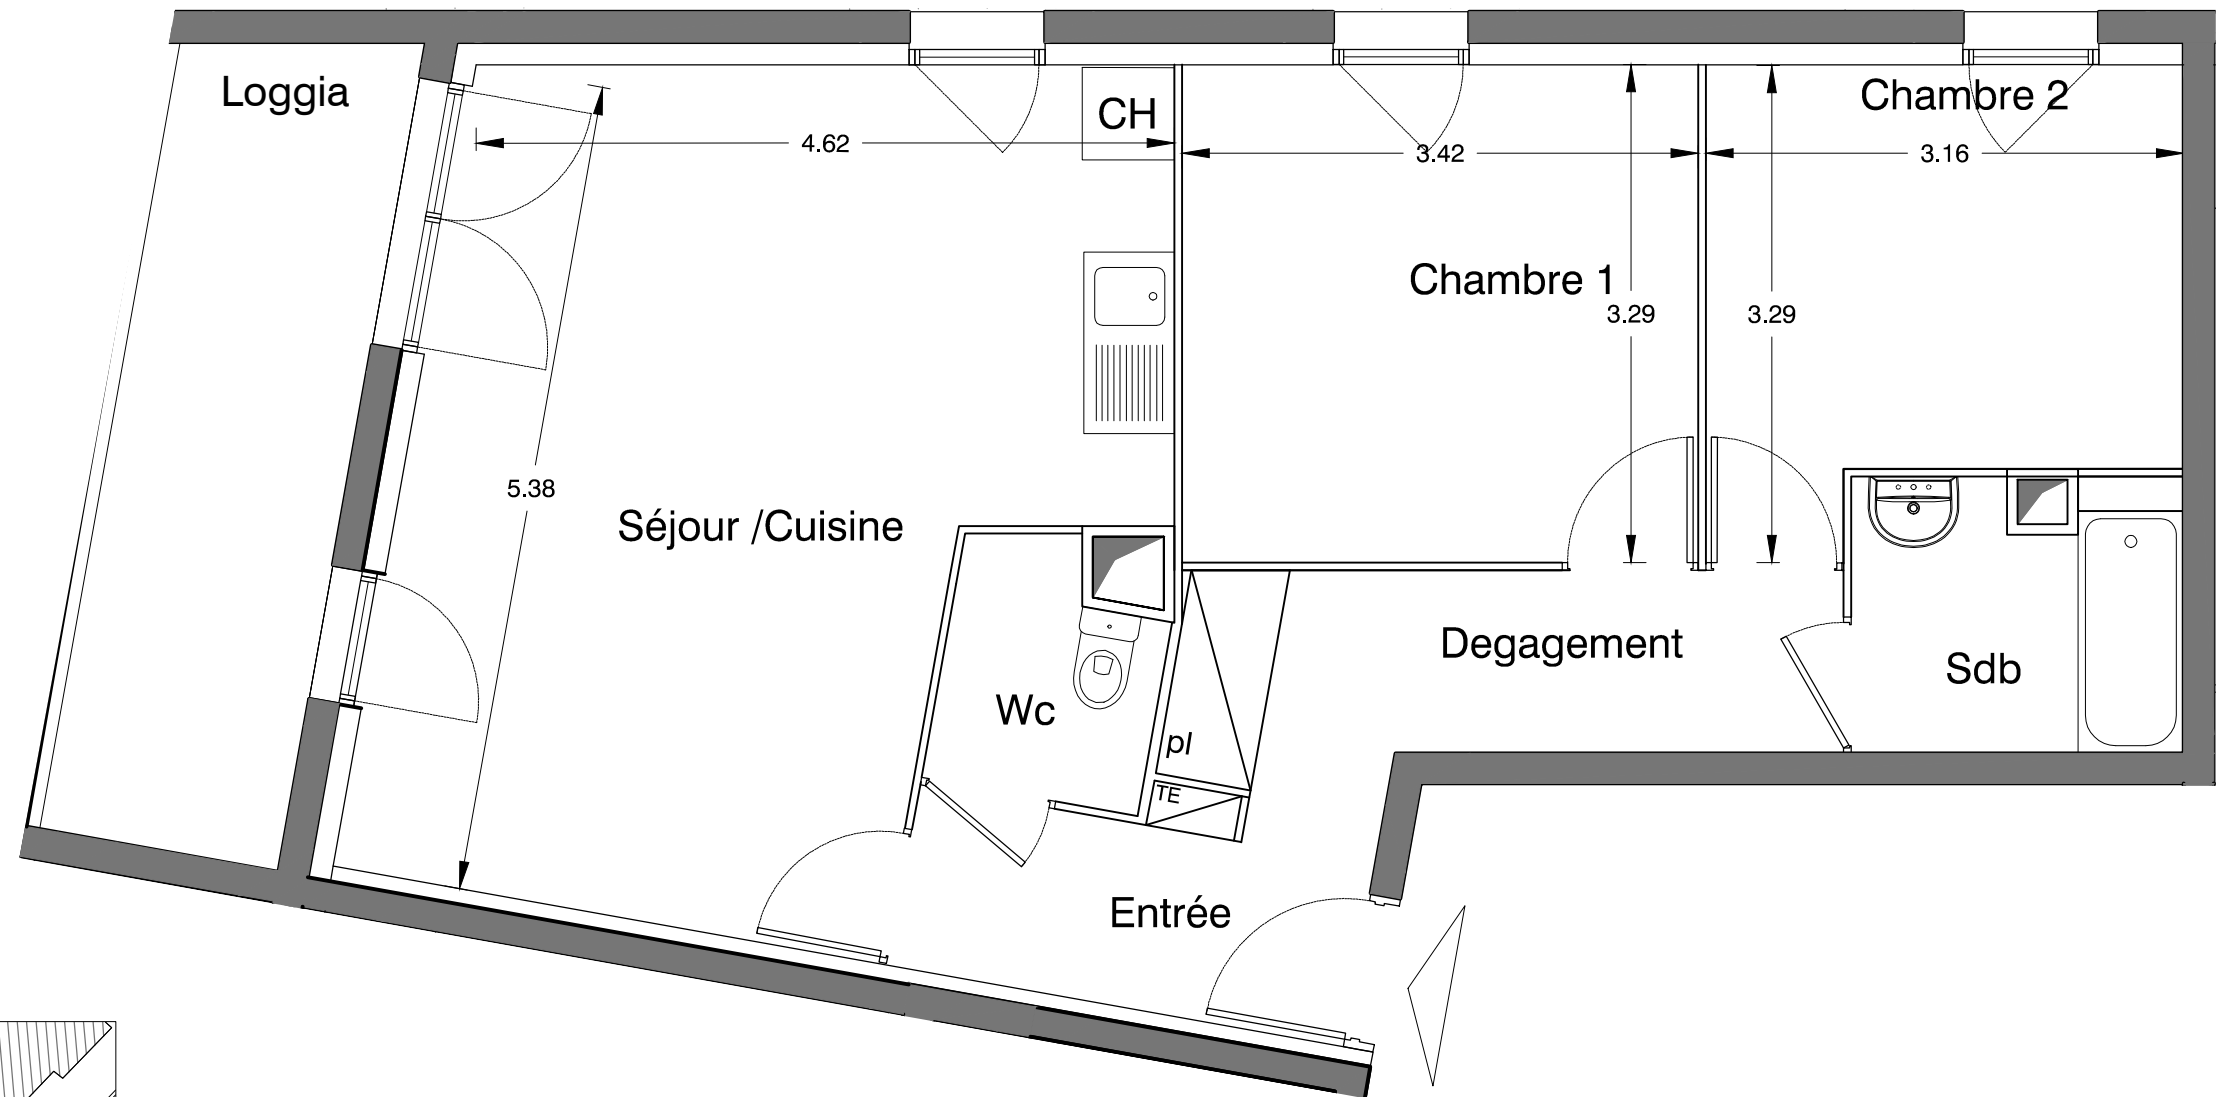 Loggia
CH
Chambre 2
4.62
3.42
3.16
Chambre 1
3.29
3.29
5.38
Séjour /Cuisine
Degagement
Sdb
Wc
pl
TE
Entrée